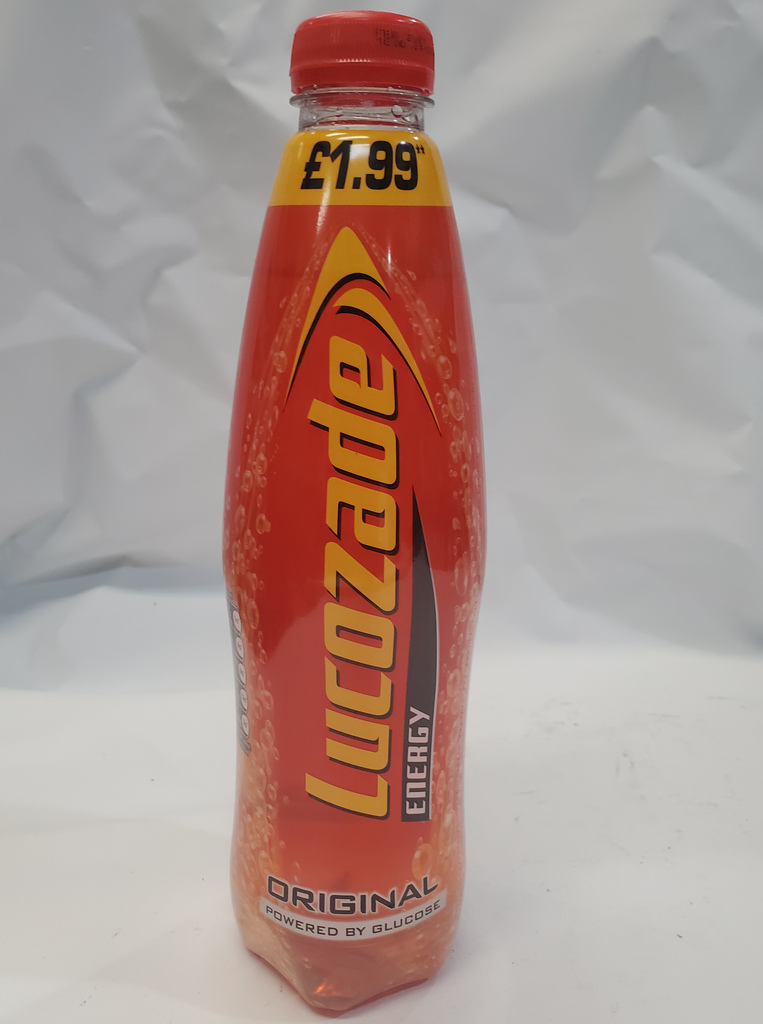 £1.99**
Lucozade
ENERGY
ORIGINAL
POWERED BY GLUCOSE